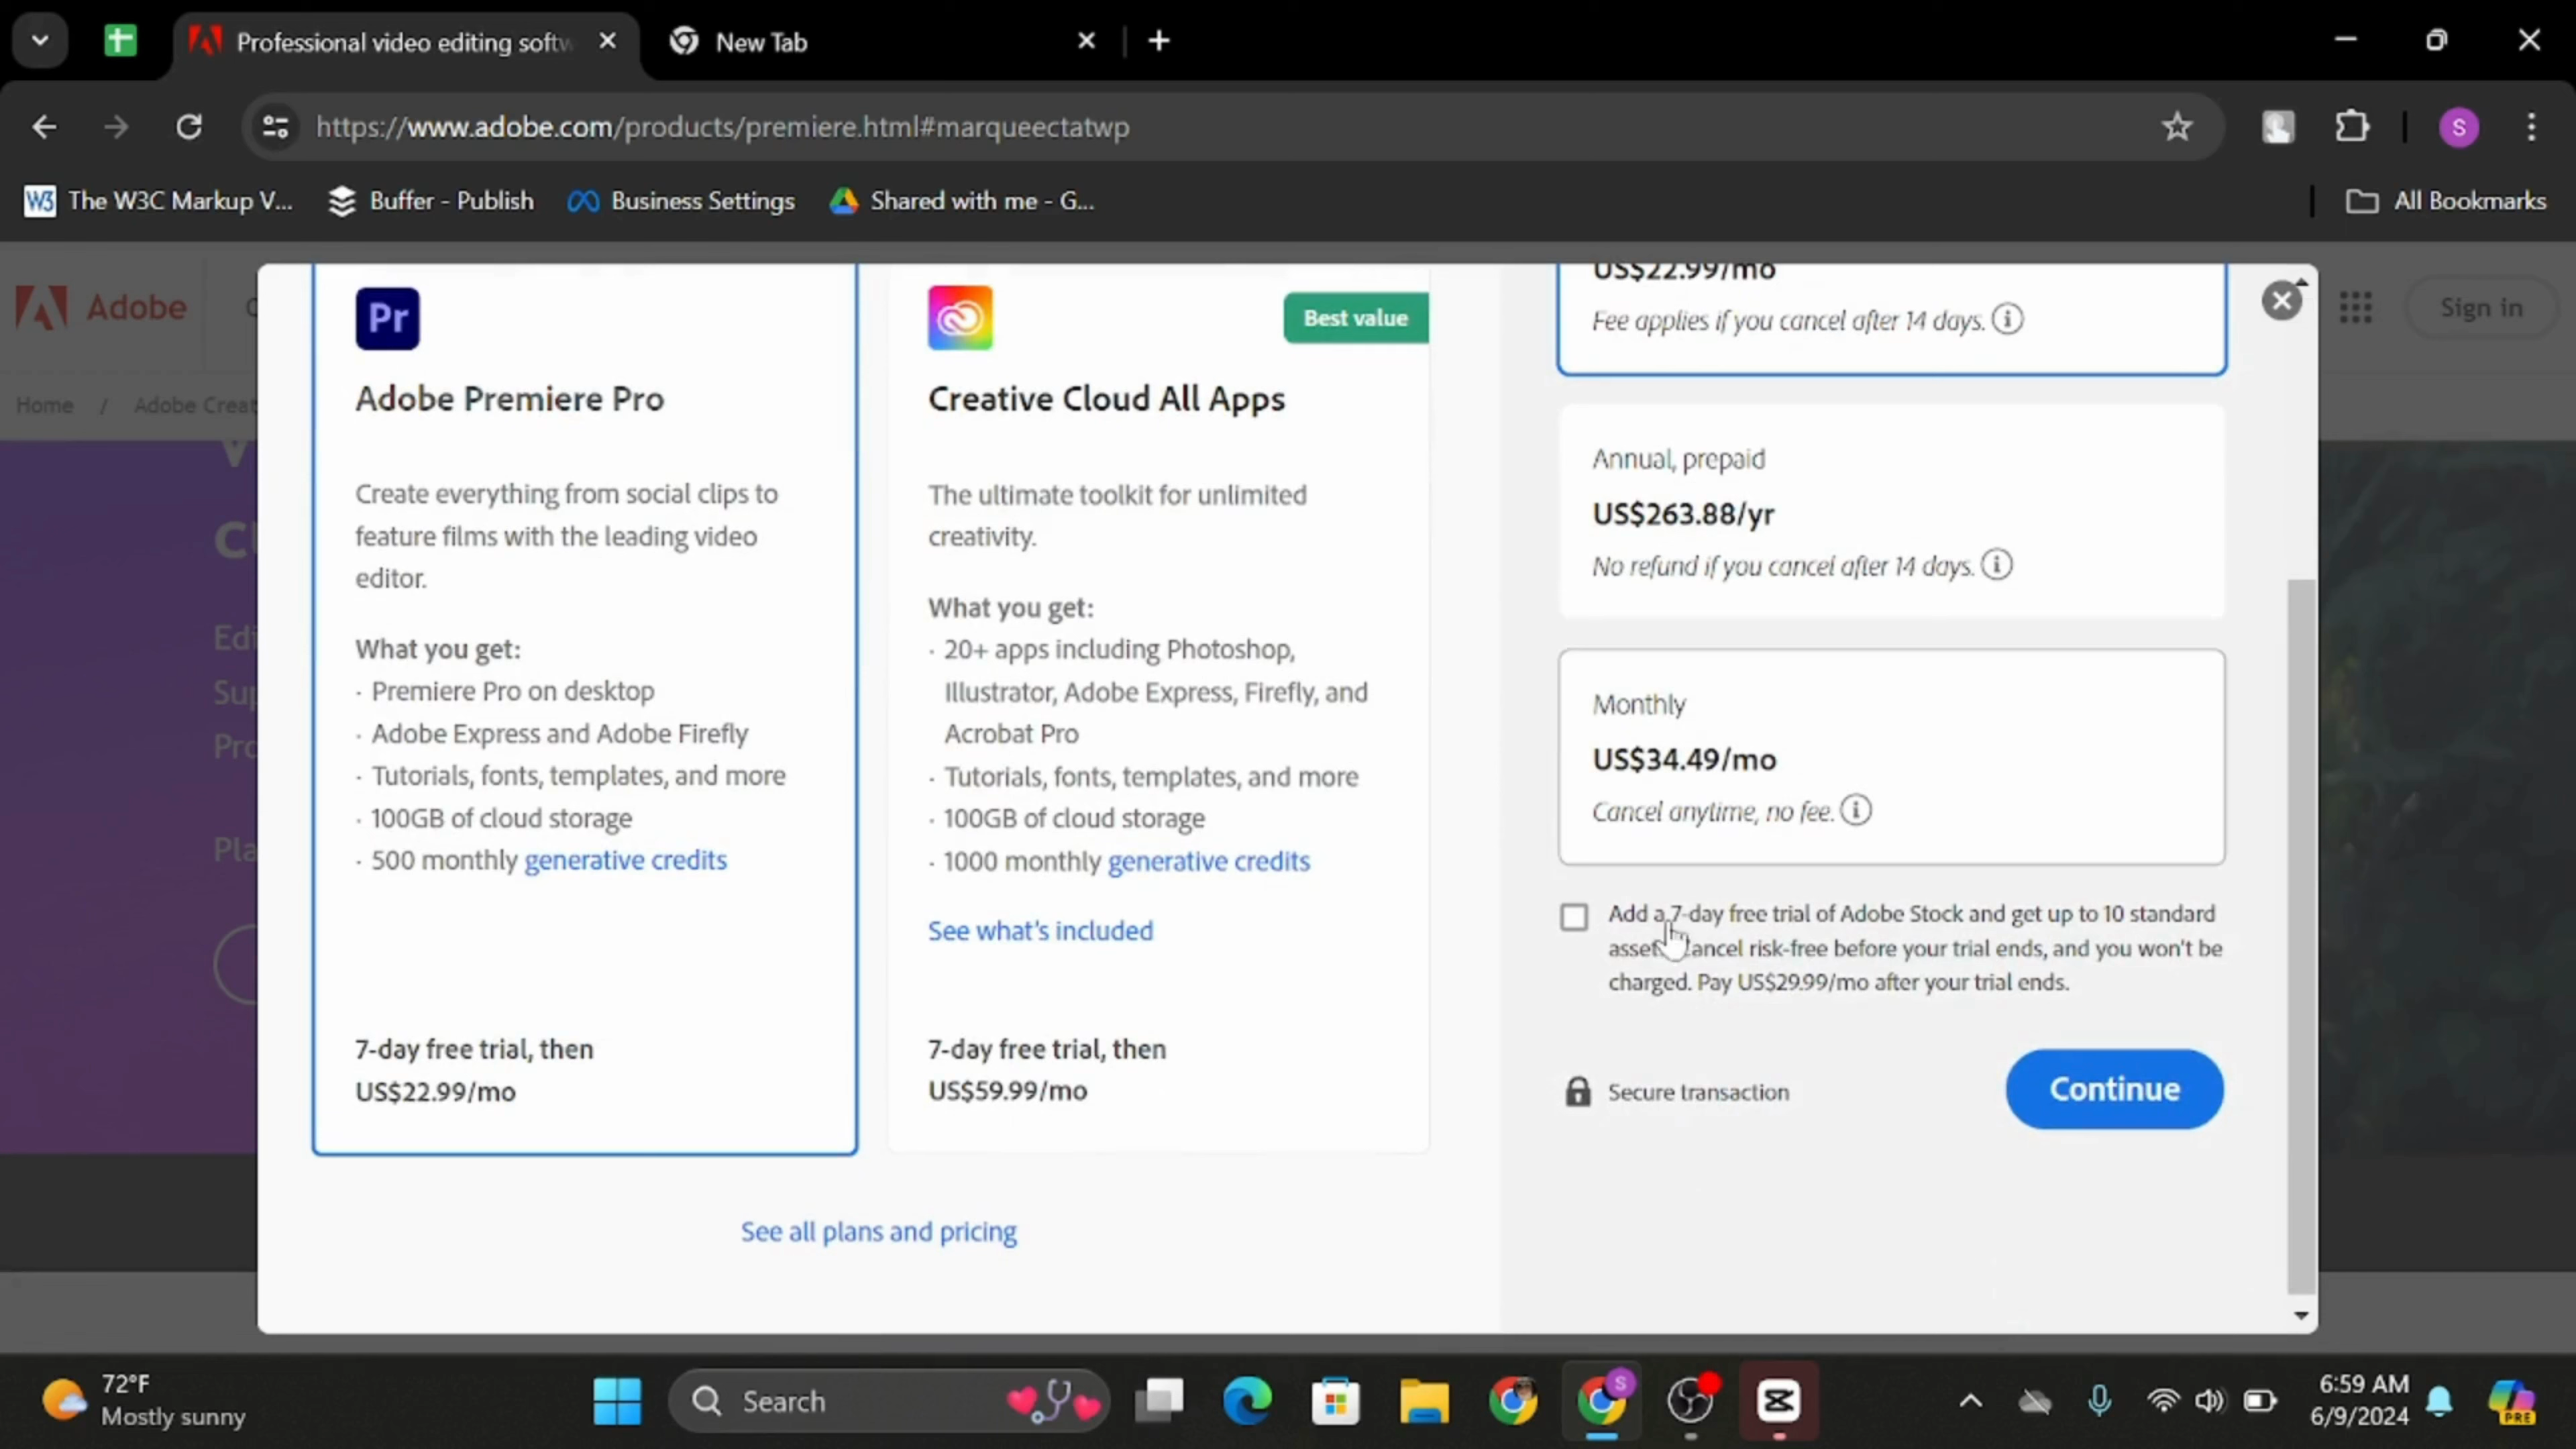 Professional video editing softw
New Tab
https://www.adobe.com/products/premiere.html#marqueectatwp
S
W3 The W3C Markup V...
Buffer - Publish
Business Settings
Shared with me - G...
All Bookmarks
Adobe
Sign in
Home / Adobe Creat
Pr
Adobe Premiere Pro
Create everything from social clips to
feature films with the leading video
editor.
What you get:
· Premiere Pro on desktop
· Adobe Express and Adobe Firefly
· Tutorials, fonts, templates, and more
· 100GB of cloud storage
· 500 monthly generative credits
7-day free trial, then
US$22.99/mo
Best value
Creative Cloud All Apps
The ultimate toolkit for unlimited
creativity.
What you get:
· 20+ apps including Photoshop,
Illustrator, Adobe Express, Firefly, and
Acrobat Pro
· Tutorials, fonts, templates, and more
· 100GB of cloud storage
· 1000 monthly generative credits
See what's included
7-day free trial, then
US$59.99/mo
See all plans and pricing
US$22.99/mo
Fee applies if you cancel after 14 days.
Annual, prepaid
US$263.88/yr
No refund if you cancel after 14 days.
Monthly
US$34.49/mo
Cancel anytime, no fee.
Add a 7-day free trial of Adobe Stock and get up to 10 standard
cancel risk-free before your trial ends, and you won't be
charged. Pay US$29.99/mo after your trial ends.
Secure transaction
Continue
72°F
Mostly sunny
Search
S
6:59 AM
6/9/2024
PRE